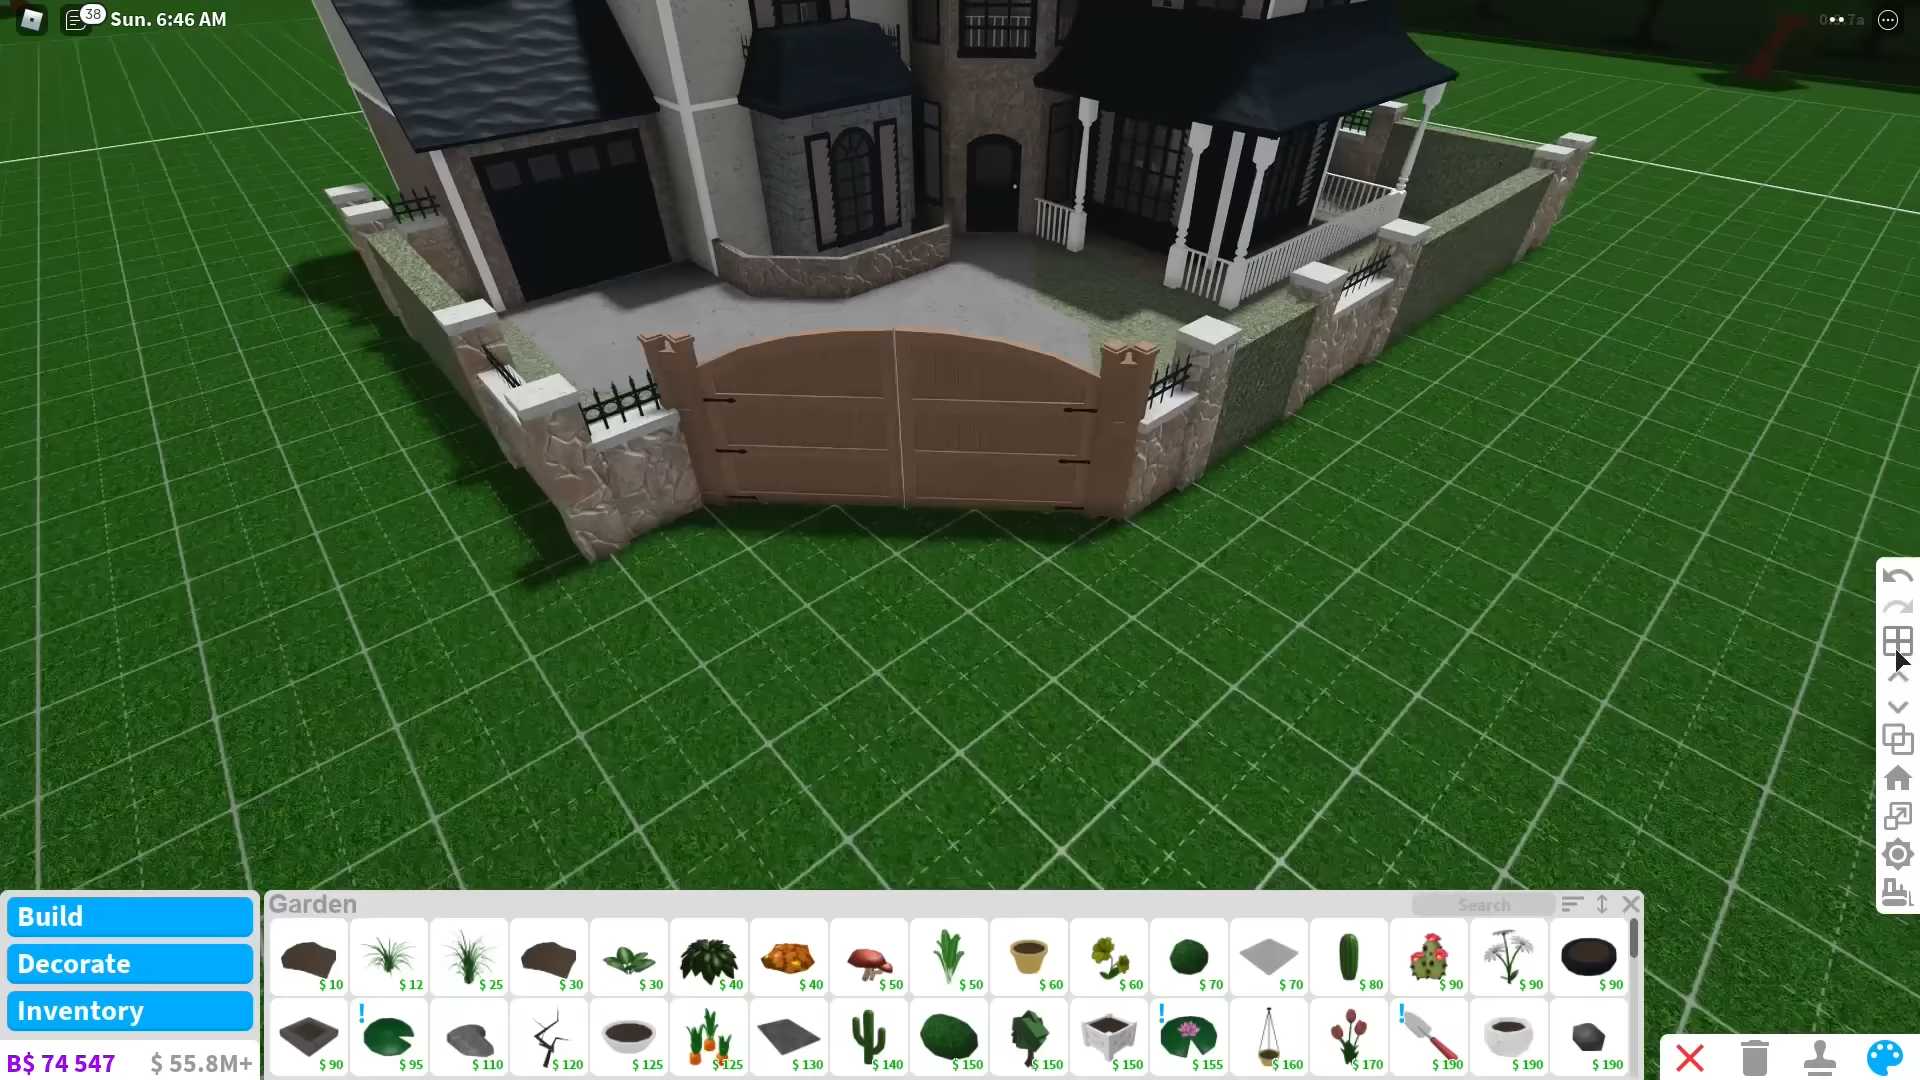 38
Sun. 6:46 AM
Build
Decorate
Inventory
B$ 74 547
$ 55.8M+
Garden
Search
$ 10
$ 12
$ 25
$ 30
$ 30
$ 40
$ 40
$ 50
$ 50
$ 60
$ 60
$ 70
$ 70
$ 80
$ 90
$ 90
$ 90
$ 90
! $ 95
$ 110
$ 120
$ 125
$ 125
$ 130
$ 140
$ 150
$ 150
$ 150
! $ 155
$ 160
$ 170
! $ 190
$ 190
$ 190